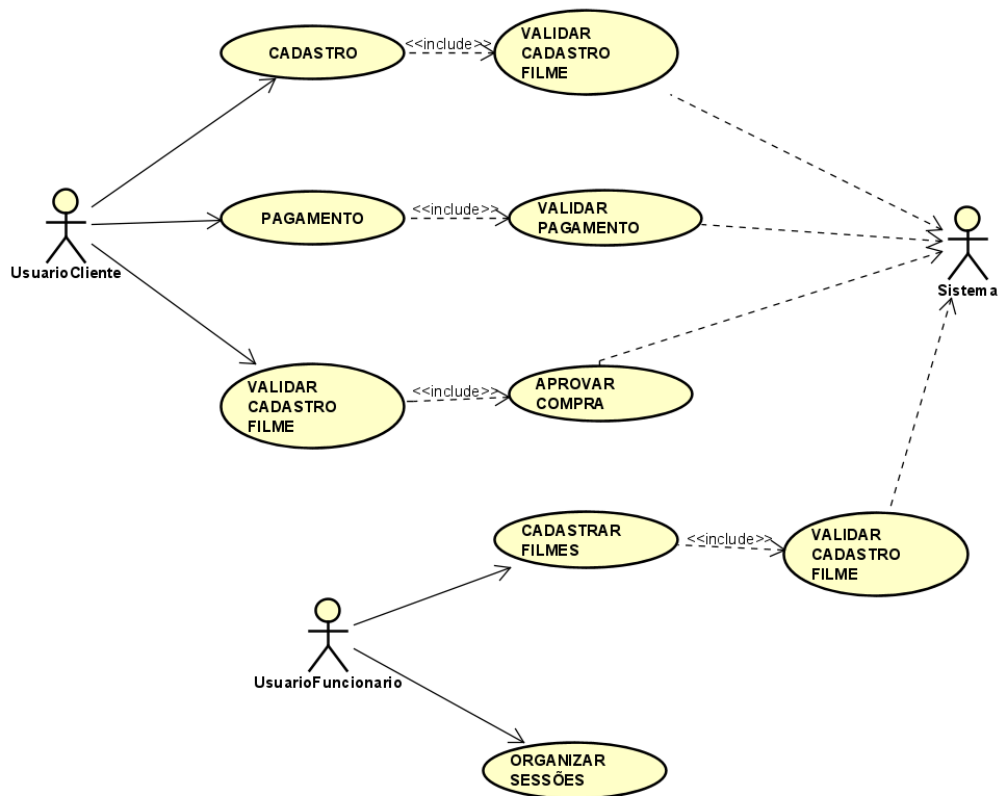 CADASTRO
<<include>>
VALIDAR
CADASTRO
FILME
UsuarioCliente
PAGAMENTO
<<include>>
VALIDAR
PAGAMENTO
Sistema
VALIDAR
CADASTRO
FILME
<<include>>
APROVAR
COMPRA
CADASTRAR
FILMES
<<include>>
VALIDAR
CADASTRO
FILME
UsuarioFuncionario
ORGANIZAR
SESSÕES